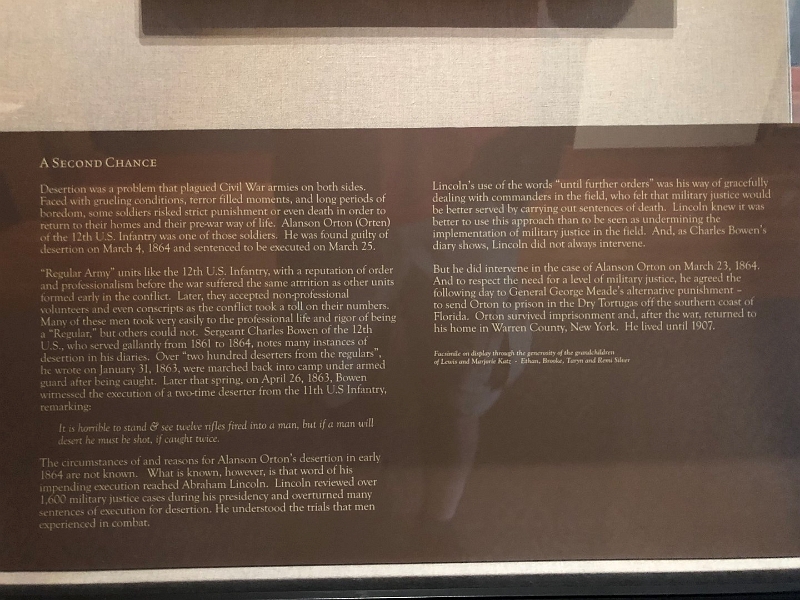 A SECOND CHANCE
Desertion was a problem that plagued Civil War armies on both sides.
Faced with grueling conditions, terror filled moments, and long periods of
boredom, some soldiers risked strict punishment or even death in order to
return to their homes and their pre-war way of life. Alanson Orton (Orren)
of the 12th U.S. Infantry was one of those soldiers. He was found guilty of
desertion on March 4, 1864 and sentenced to be executed on March 25.
"Regular Army" units like the 12th U.S. Infantry, with a reputation of order
and professionalism before the war suffered the same attrition as other units
formed early in the conflict. Later, they accepted non-professional
volunteers and even conscripts as the conflict took a toll on their numbers.
Many of these men took very easily to the professional life and rigor of being
a "Regular," but others could not. Sergeant Charles Bowen of the 12th
U.S., who served gallantly from 1861 to 1864, notes many instances of
desertion in his diaries. Over "two hundred deserters from the regulars",
he wrote on January 31, 1863, were marched back into camp under armed
guard after being caught. Later that spring, on April 26, 1863, Bowen
witnessed the execution of a two-time deserter from the 11th U.S Infantry,
remarking:
It is horrible to stand & see twelve rifles fired into a man, but if a man will
desert he must be shot, if caught twice.
The circumstances of and reasons for Alanson Orton's desertion in early
1864 are not known. What is known, however, is that word of his
impending execution reached Abraham Lincoln. Lincoln reviewed over
1,600 military justice cases during his presidency and overturned many
sentences of execution for desertion. He understood the trials that men
experienced in combat.
Lincoln's use of the words "until further orders" was his way of gracefully
dealing with commanders in the field, who felt that military justice would
be better served by carrying out sentences of death. Lincoln knew it was
better to use this approach than to be seen as undermining the
implementation of military justice in the field. And, as Charles Bowen's
diary shows, Lincoln did not always intervene.
But he did intervene in the case of Alanson Orton on March 23, 1864.
And to respect the need for a level of military justice, he agreed the
following day to General George Meade's alternative punishment –
to send Orton to prison in the Dry Tortugas off the southern coast of
Florida. Orton survived imprisonment and, after the war, returned to
his home in Warren County, New York. He lived until 1907.
Facsimile on display through the generosity of the grandchildren
of Lewis and Marjorie Katz - Ethan, Brooke, Taryn and Remi Silver